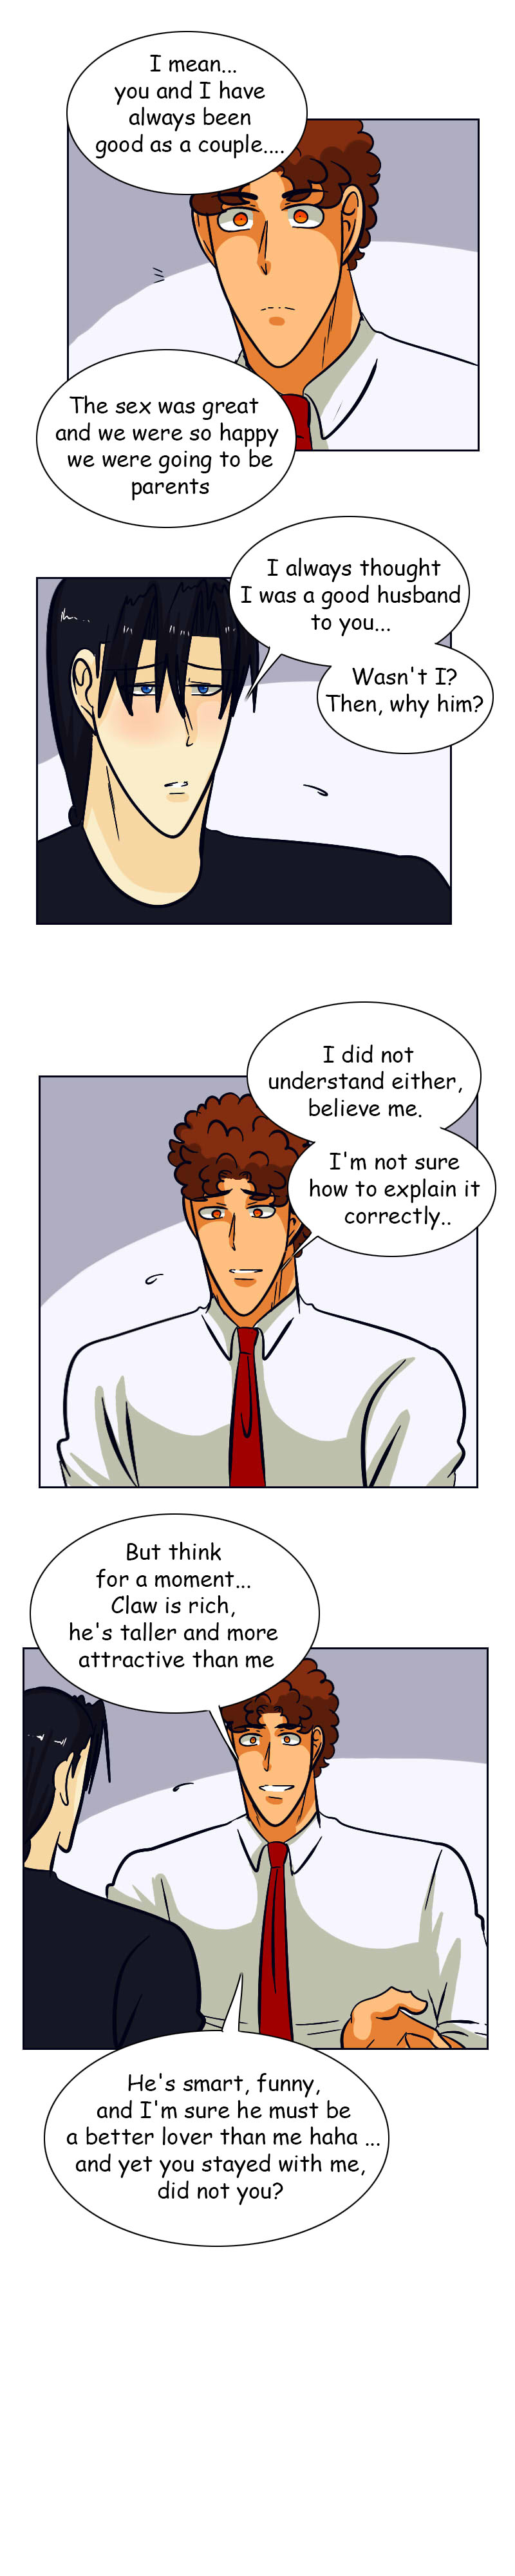 I mean...
you and I have
always been
good as a couple....
The sex was great
and we were so happy
we were going to be
parents
I always thought
I was a good husband
to you...
Wasn't I?
Then, why him?
I did not
understand either,
believe me.
I'm not sure
how to explain it
correctly..
But think
for a moment...
Claw is rich,
he's taller and more
attractive than me
He's smart, funny,
and I'm sure he must be
a better lover than me haha ...
and yet you stayed with me,
did not you?